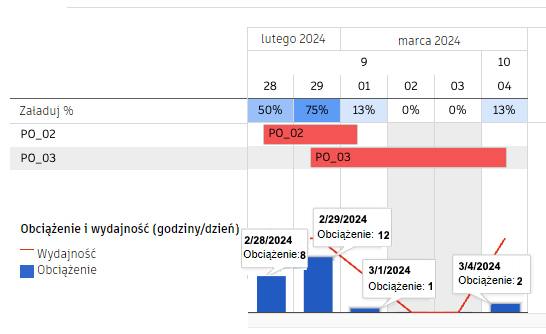 lutego 2024 marca 2024
9 10
28 29 01 02 03 04
Załaduj % 50% 75% 13% 0% 0% 13%
PO_02 PO_02
PO_03 PO_03
Obciążenie i wydajność (godziny/dzień)
Wydajność
Obciążenie
2/28/2024
Obciążenie: 8
2/29/2024
Obciążenie: 12
3/1/2024
Obciążenie: 1
3/4/2024
Obciążenie: 2